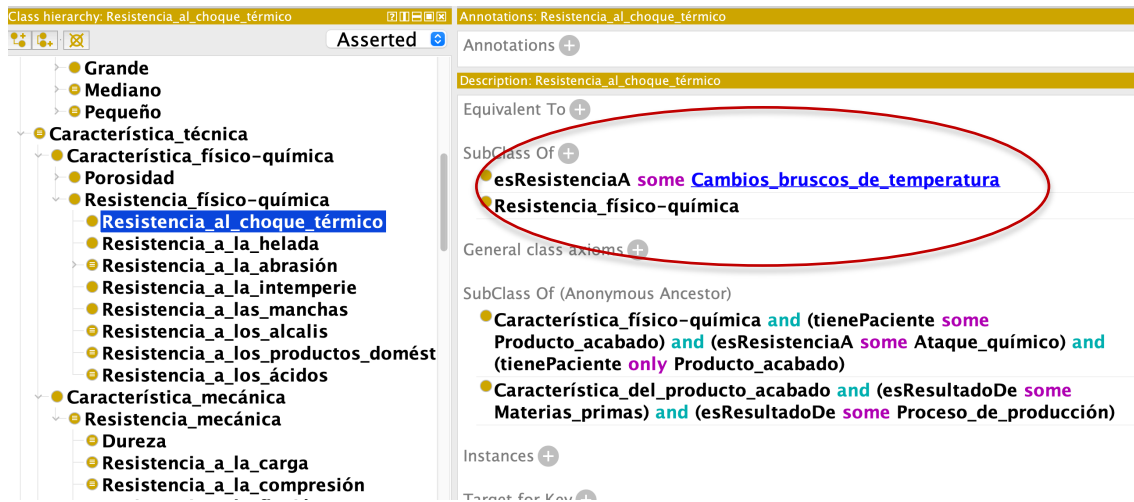 Class hierarchy: Resistencia_al_choque_térmico
Asserted
Grande
Mediano
Pequeño
Característica_técnica
Característica_físico-química
Porosidad
Resistencia_físico-química
Resistencia_al_choque_térmico
Resistencia_a_la_helada
Resistencia_a_la_abrasión
Resistencia_a_la_intemperie
Resistencia_a_las_manchas
Resistencia_a_los_alcalis
Resistencia_a_los_productos_domést
Resistencia_a_los_ácidos
Característica_mecánica
Resistencia_mecánica
Dureza
Resistencia_a_la_carga
Resistencia_a_la_compresión
Annotations: Resistencia_al_choque_térmico
Annotations
Description: Resistencia_al_choque_térmico
Equivalent To
SubClass Of
esResistenciaA some Cambios_bruscos_de_temperatura
Resistencia_físico-química
General class axioms
SubClass Of (Anonymous Ancestor)
Característica_físico-química and (tienePaciente some
Producto_acabado) and (esResistenciaA some Ataque_químico) and
(tienePaciente only Producto_acabado)
Característica_del_producto_acabado and (esResultadoDe some
Materias_primas) and (esResultadoDe some Proceso_de_producción)
Instances
Target for Key